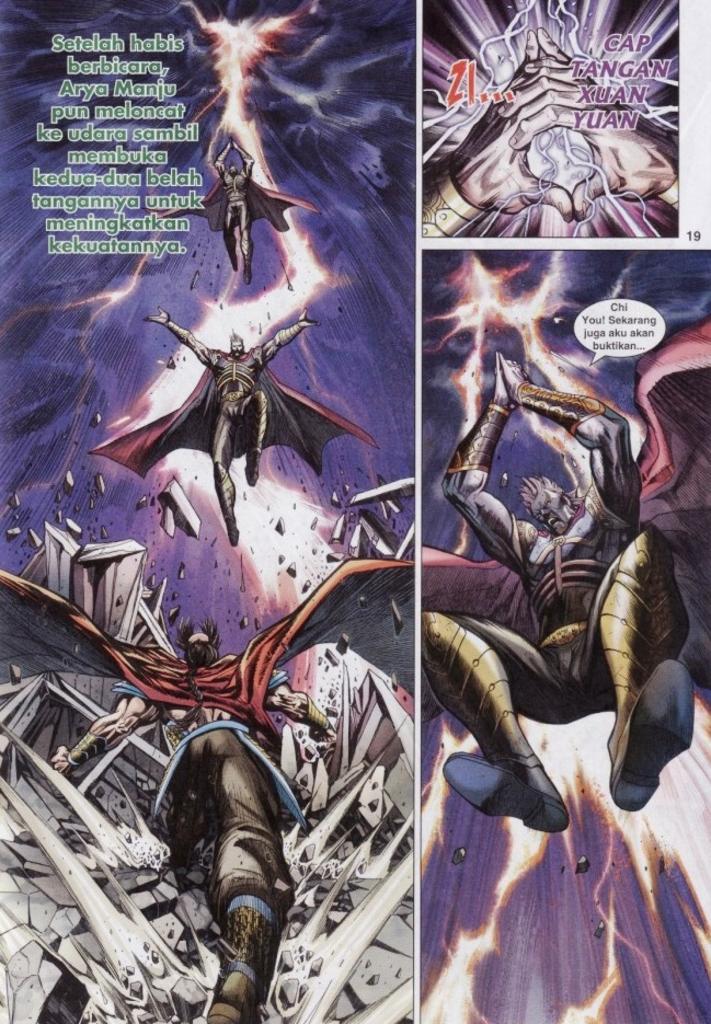 Setelah habis
berbicara,
Arya Manju
pun meloncat
ke udara sambil
membuka
kedua-dua belah
tangannya untuk
meningkatkan
kekuatannya.
ZI...
CAP
TANGAN
XUAN
YUAN
19
Chi
You! Sekarang
juga aku akan
buktikan...